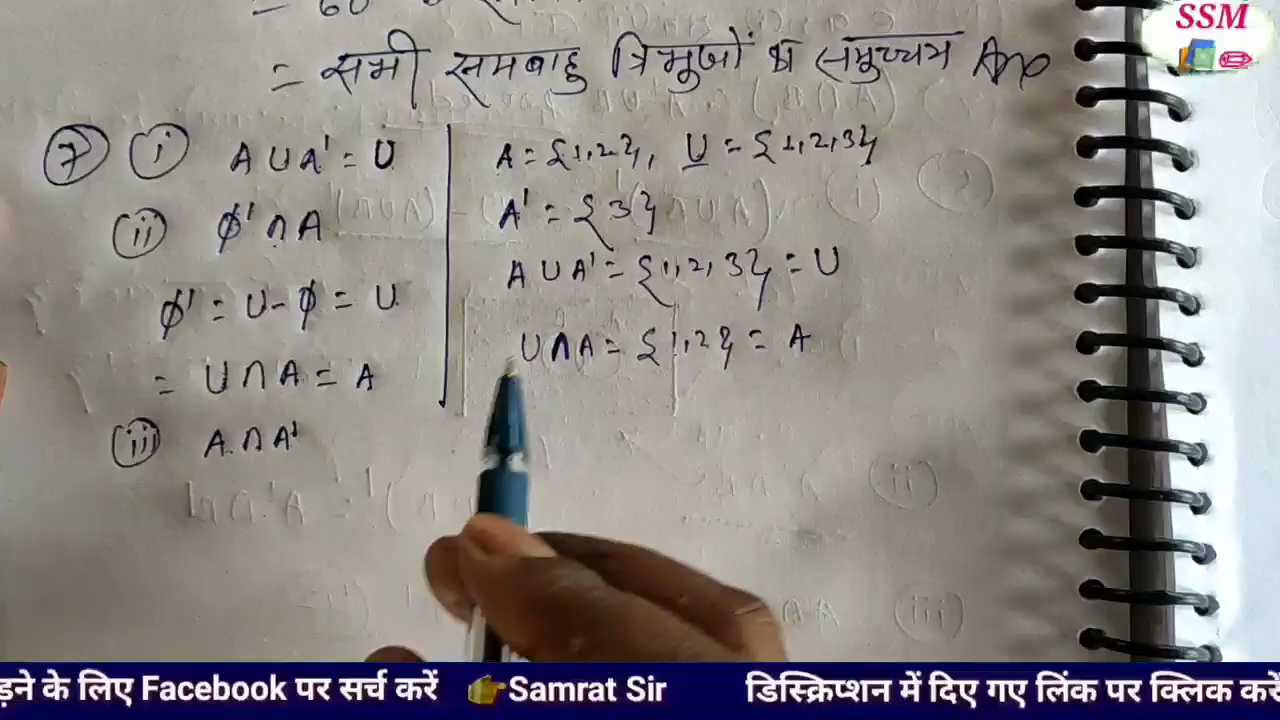 SSM
= 60
= सभी समबाहु त्रिभुजों का समुच्चय Ans
7 i A ∪ A' = U
ii φ' ∩ A
φ' = U - φ = U
= U ∩ A = A
iii A ∩ A'
A = {1,2}, U = {1,2,3}
A' = {3}
A ∪ A' = {1,2,3} = U
U ∩ A = {1,2} = A
ड़ने के लिए Facebook पर सर्च करें 👉Samrat Sir डिस्क्रिप्शन में दिए गए लिंक पर क्लिक करें